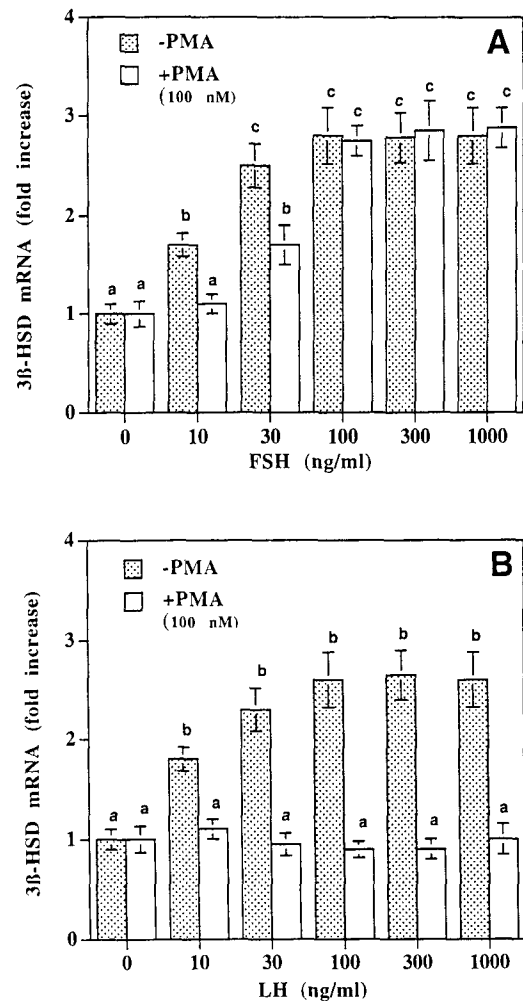 A
-PMA
+PMA
(100 nM)
4
3
2
1
0
3ß-HSD mRNA (fold increase)
a a b a c b c c c c c c
0 10 30 100 300 1000
FSH (ng/ml)
B
-PMA
+PMA
(100 nM)
4
3
2
1
0
3ß-HSD mRNA (fold increase)
a a b a b a b a b a b a
0 10 30 100 300 1000
LH (ng/ml)